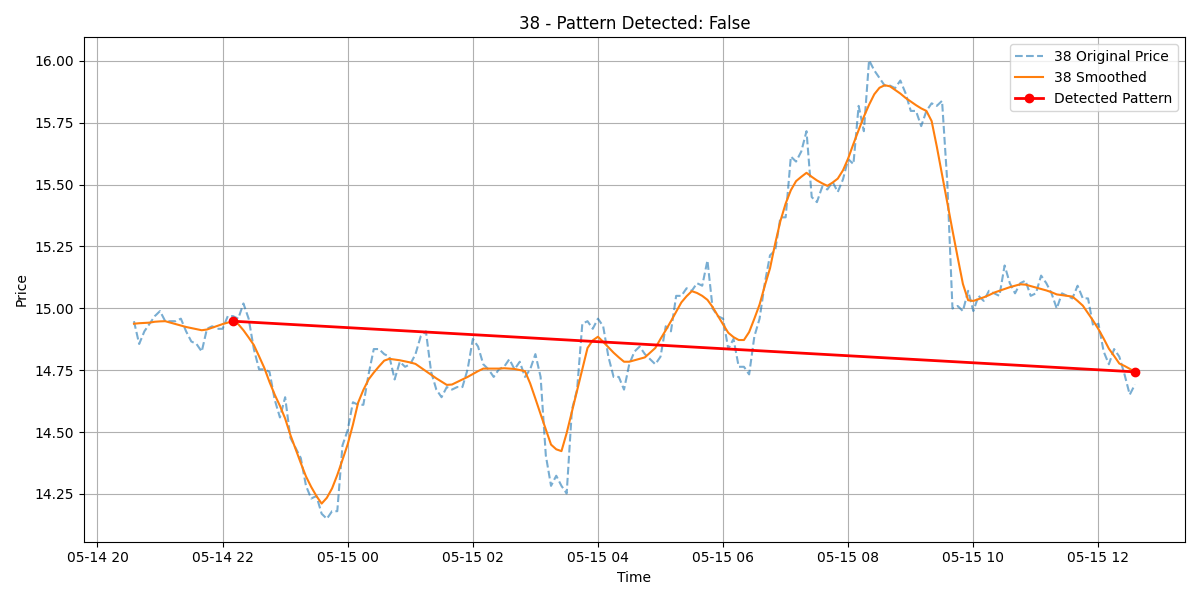 38 - Pattern Detected: False
38 Original Price
38 Smoothed
Detected Pattern
Price
16.00
15.75
15.50
15.25
15.00
14.75
14.50
14.25
05-14 20
05-14 22
05-15 00
05-15 02
05-15 04
05-15 06
05-15 08
05-15 10
05-15 12
Time